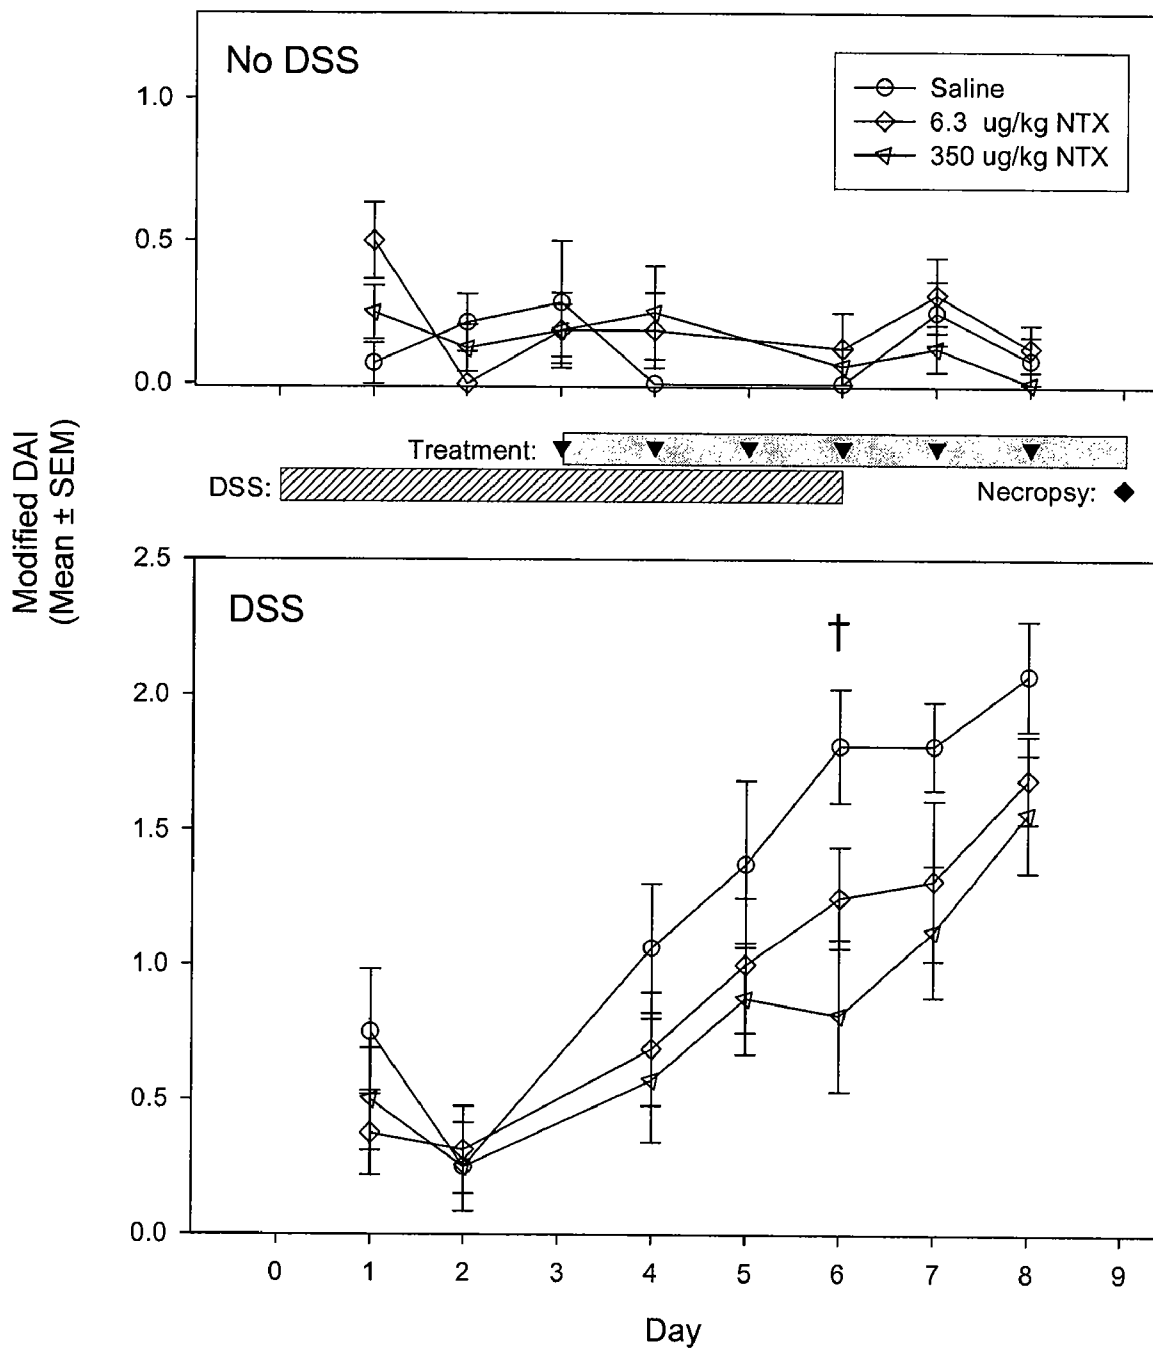 No DSS
Saline
6.3 ug/kg NTX
350 ug/kg NTX
1.0
0.5
0.0
Treatment:
DSS:
Necropsy:
Modified DAI
(Mean ± SEM)
DSS
†
2.5
2.0
1.5
1.0
0.5
0.0
0 1 2 3 4 5 6 7 8 9
Day